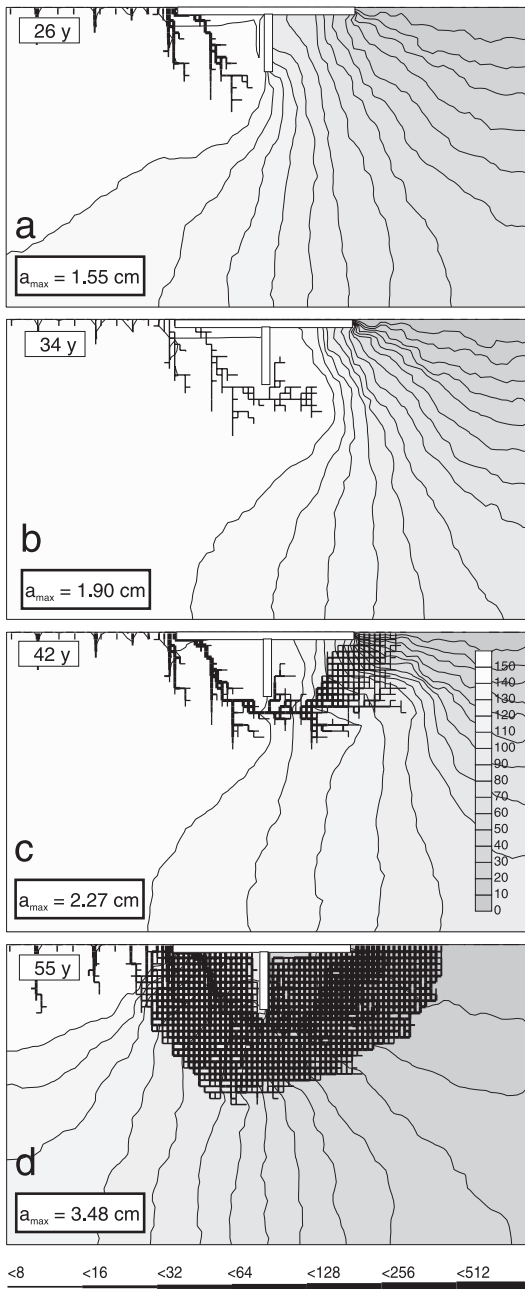 26 y
a
a_max = 1.55 cm
34 y
b
a_max = 1.90 cm
42 y
150
140
130
120
110
100
90
80
70
60
50
40
30
20
10
0
c
a_max = 2.27 cm
55 y
d
a_max = 3.48 cm
<8 <16 <32 <64 <128 <256 <512